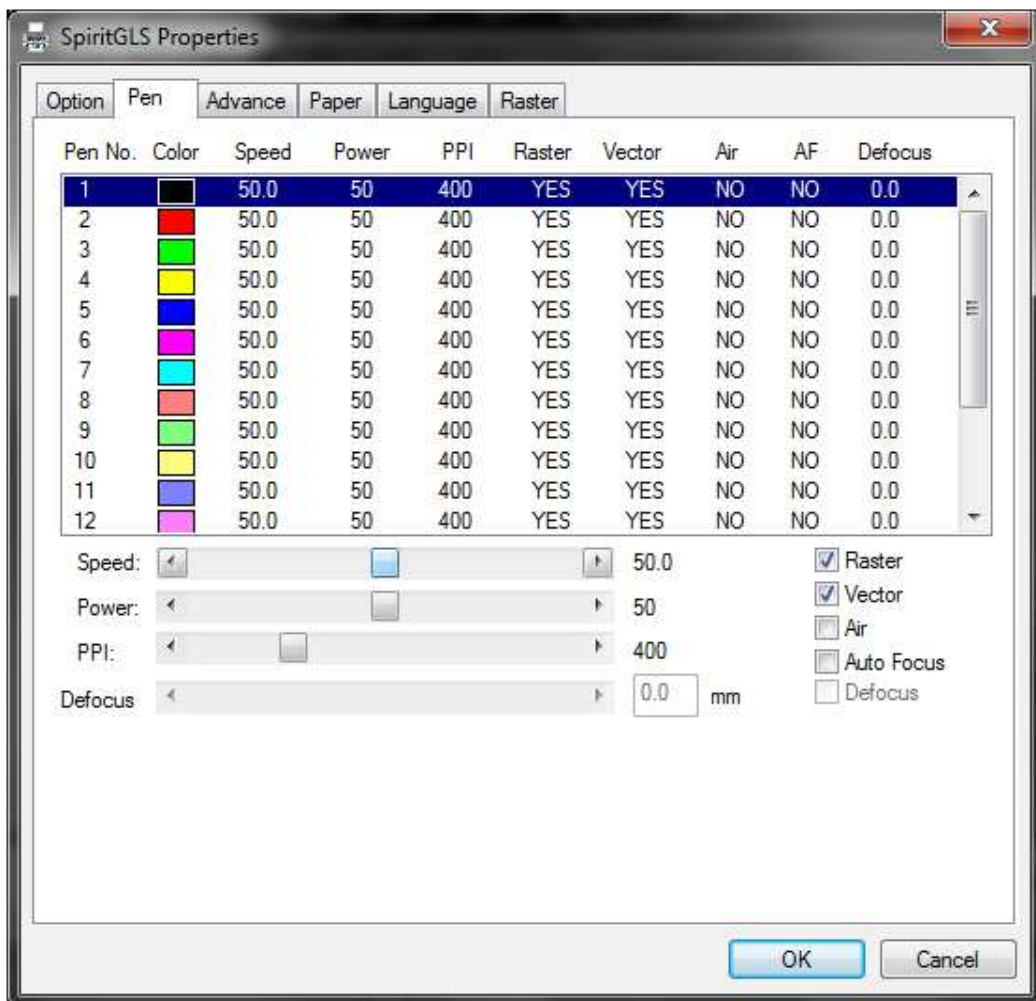 SpiritGLS Properties
Option Pen Advance Paper Language Raster
Pen No. Color Speed Power PPI Raster Vector Air AF Defocus
1 50.0 50 400 YES YES NO NO 0.0
2 50.0 50 400 YES YES NO NO 0.0
3 50.0 50 400 YES YES NO NO 0.0
4 50.0 50 400 YES YES NO NO 0.0
5 50.0 50 400 YES YES NO NO 0.0
6 50.0 50 400 YES YES NO NO 0.0
7 50.0 50 400 YES YES NO NO 0.0
8 50.0 50 400 YES YES NO NO 0.0
9 50.0 50 400 YES YES NO NO 0.0
10 50.0 50 400 YES YES NO NO 0.0
11 50.0 50 400 YES YES NO NO 0.0
12 50.0 50 400 YES YES NO NO 0.0
Speed: 50.0 Raster
Power: 50 Vector
Air
PPI: 400 Auto Focus
Defocus 0.0 mm Defocus
OK Cancel